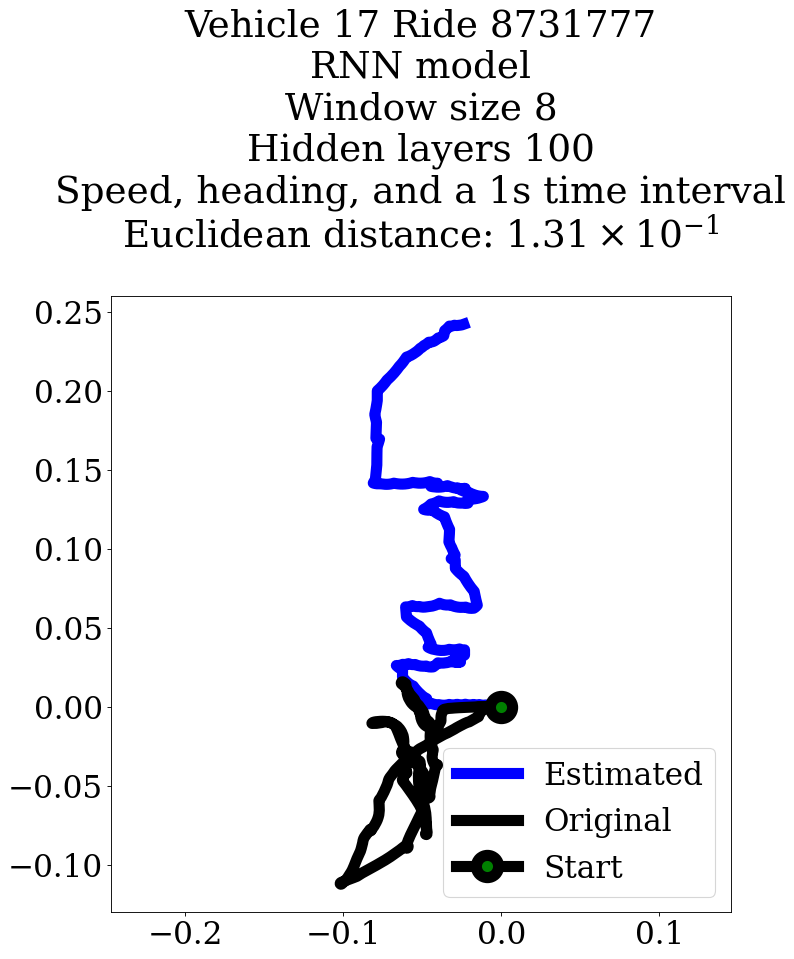 Vehicle 17 Ride 8731777
RNN model
Window size 8
Hidden layers 100
Speed, heading, and a 1s time interval
Euclidean distance: 1.31 × 10⁻¹
0.25
0.20
0.15
0.10
0.05
0.00
−0.05
−0.10
Estimated
Original
Start
−0.2
−0.1
0.0
0.1